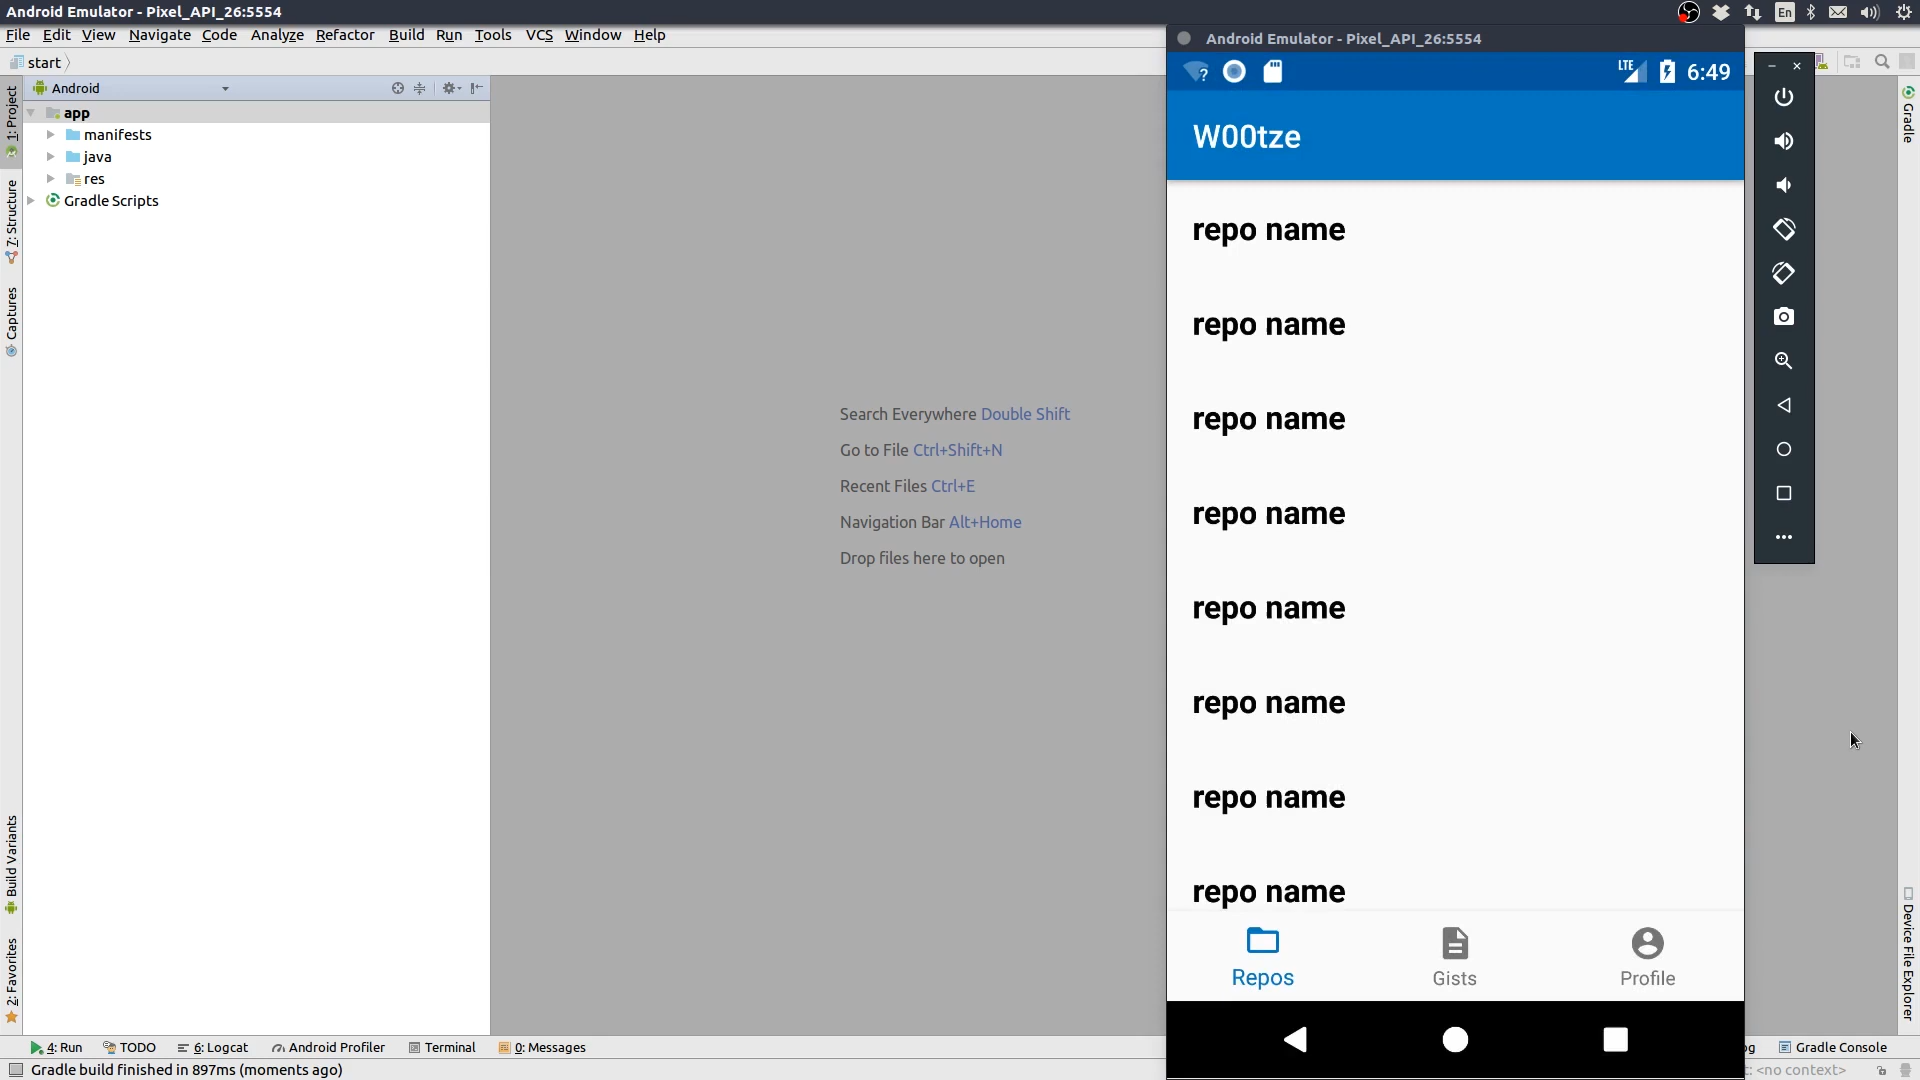 Android Emulator - Pixel_API_26:5554
En
File Edit View Navigate Code Analyze Refactor Build Run Tools VCS Window Help
start
Android
app
manifests
java
res
Gradle Scripts
1: Project
7: Structure
Captures
Build Variants
2: Favorites
Search Everywhere Double Shift
Go to File Ctrl+Shift+N
Recent Files Ctrl+E
Navigation Bar Alt+Home
Drop files here to open
Android Emulator - Pixel_API_26:5554
LTE 6:49
W00tze
repo name
repo name
repo name
repo name
repo name
repo name
repo name
repo name
Repos Gists Profile
Gradle
Device File Explorer
4: Run TODO 6: Logcat Android Profiler Terminal 0: Messages
Gradle Console
Gradle build finished in 897ms (moments ago)
<no context>